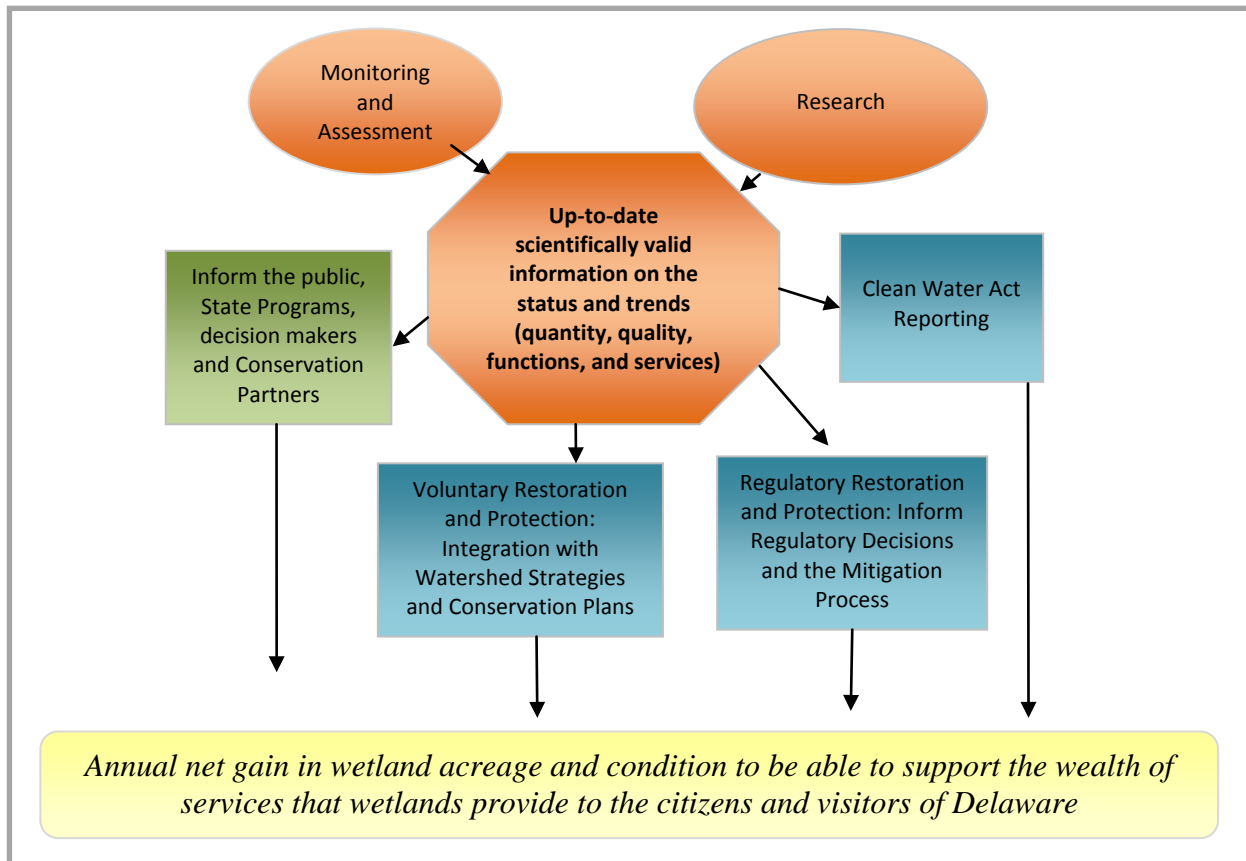 Monitoring
and
Assessment
Research
Up-to-date
scientifically valid
information on the
status and trends
(quantity, quality,
functions, and services)
Inform the public,
State Programs,
decision makers
and Conservation
Partners
Clean Water Act
Reporting
Voluntary Restoration
and Protection:
Integration with
Watershed Strategies
and Conservation Plans
Regulatory Restoration
and Protection: Inform
Regulatory Decisions
and the Mitigation
Process
Annual net gain in wetland acreage and condition to be able to support the wealth of
services that wetlands provide to the citizens and visitors of Delaware